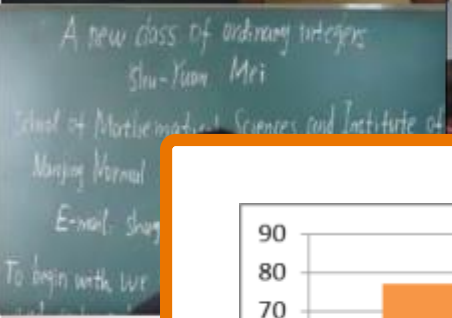 A new class of ordinary integers
Shu-Yuan Mei
School of Mathematical Sciences and Institute of
Nanjing Normal
E-mail: shu
To begin with, we
90
80
70